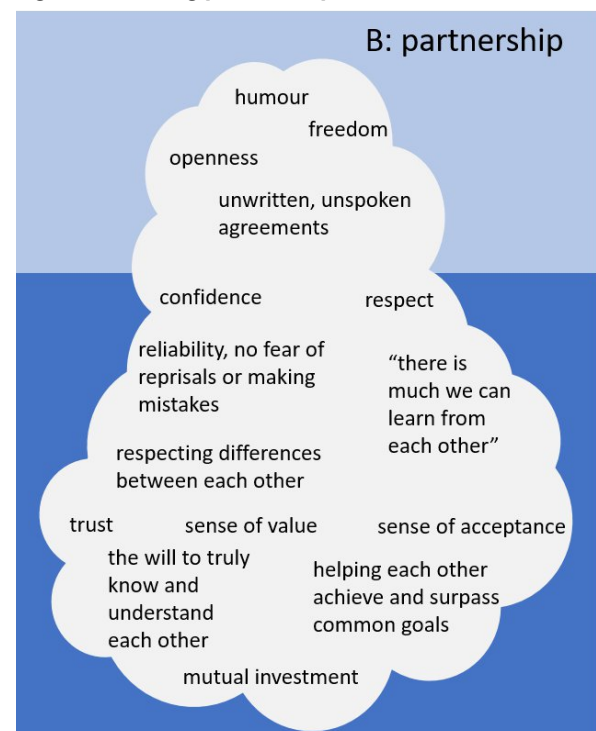 B: partnership
humour
freedom
openness
unwritten, unspoken
agreements
confidence
respect
reliability, no fear of
reprisals or making
mistakes
“there is
much we can
learn from
each other”
respecting differences
between each other
trust
sense of value
sense of acceptance
the will to truly
know and
understand
each other
helping each other
achieve and surpass
common goals
mutual investment